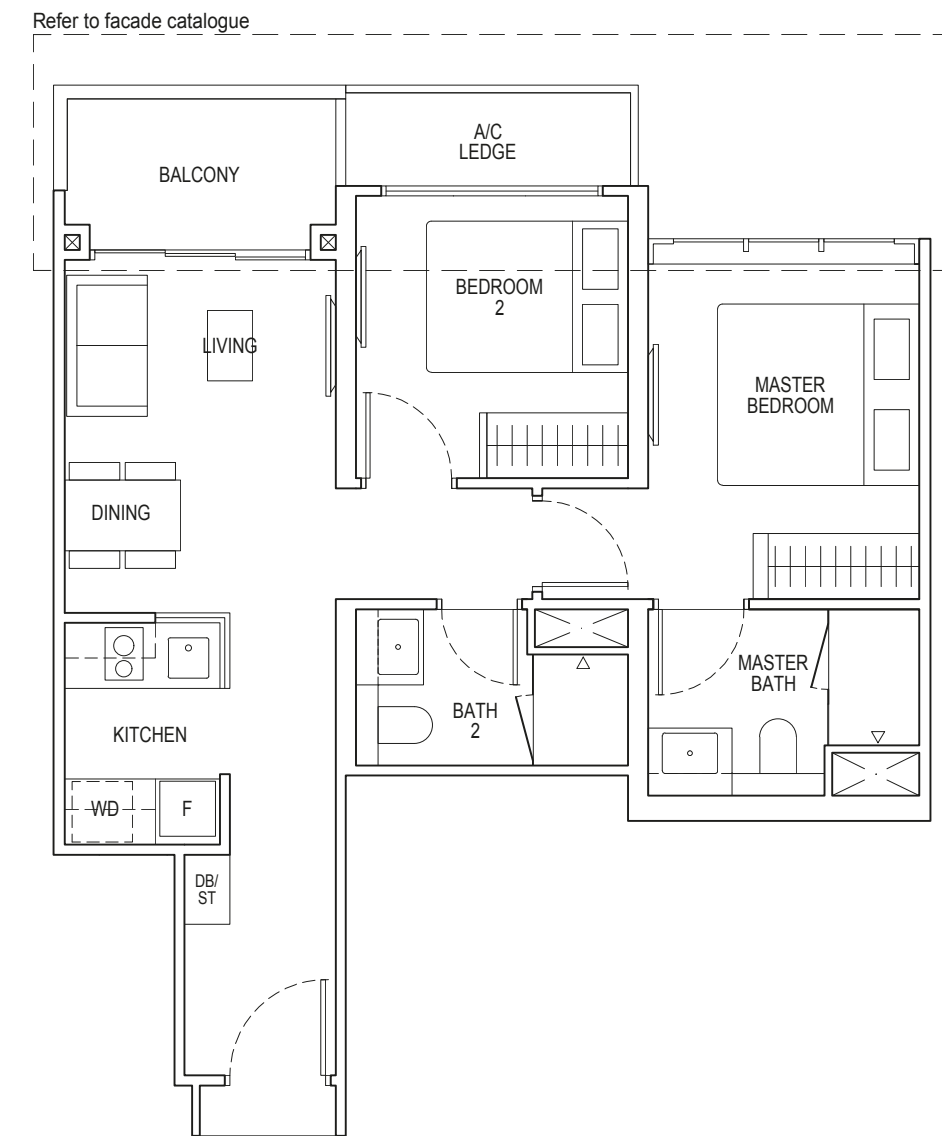 Refer to facade catalogue
A/C
LEDGE
BALCONY
BEDROOM
2
LIVING
MASTER
BEDROOM
DINING
MASTER
BATH
BATH
2
KITCHEN
WD
F
DB/
ST